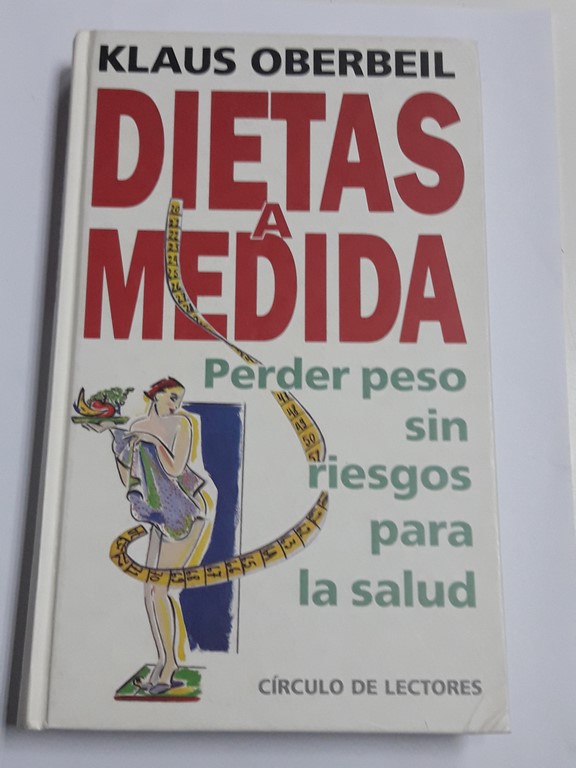 KLAUS OBERBEIL
DIETAS
A
MEDIDA
Perder peso
sin
riesgos
para
la salud
CÍRCULO DE LECTORES